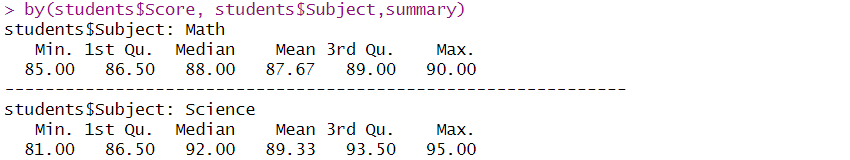 > by(students$Score, students$Subject,summary)
students$Subject: Math
   Min. 1st Qu.  Median    Mean 3rd Qu.    Max.
  85.00   86.50   88.00   87.67   89.00   90.00
---------------------------------------------------------------
students$Subject: Science
   Min. 1st Qu.  Median    Mean 3rd Qu.    Max.
  81.00   86.50   92.00   89.33   93.50   95.00